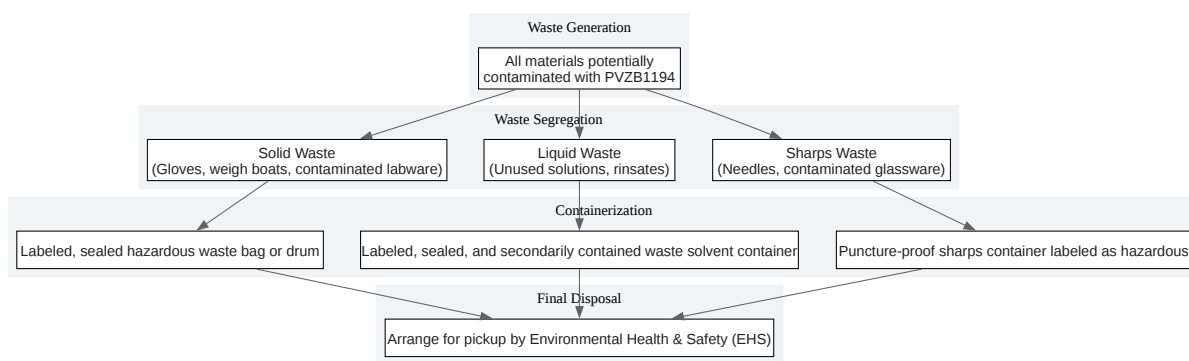 Waste Generation
All materials potentially
contaminated with PVZB1194
Waste Segregation
Solid Waste
(Gloves, weigh boats, contaminated labware)
Liquid Waste
(Unused solutions, rinsates)
Sharps Waste
(Needles, contaminated glassware)
Containerization
Labeled, sealed hazardous waste bag or drum
Labeled, sealed, and secondarily contained waste solvent container
Puncture-proof sharps container labeled as hazardous
Final Disposal
Arrange for pickup by Environmental Health & Safety (EHS)